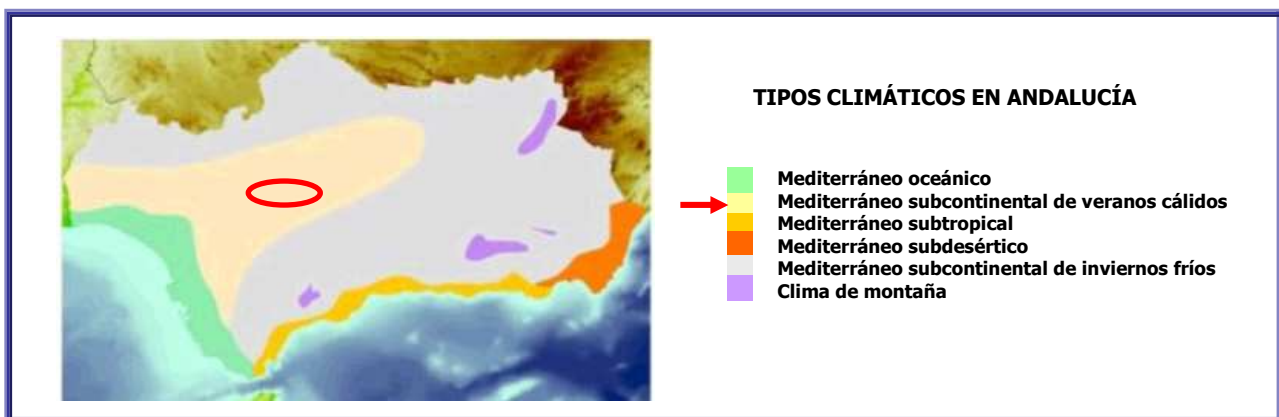 TIPOS CLIMÁTICOS EN ANDALUCÍA
Mediterráneo oceánico
Mediterráneo subcontinental de veranos cálidos
Mediterráneo subtropical
Mediterráneo subdesértico
Mediterráneo subcontinental de inviernos fríos
Clima de montaña